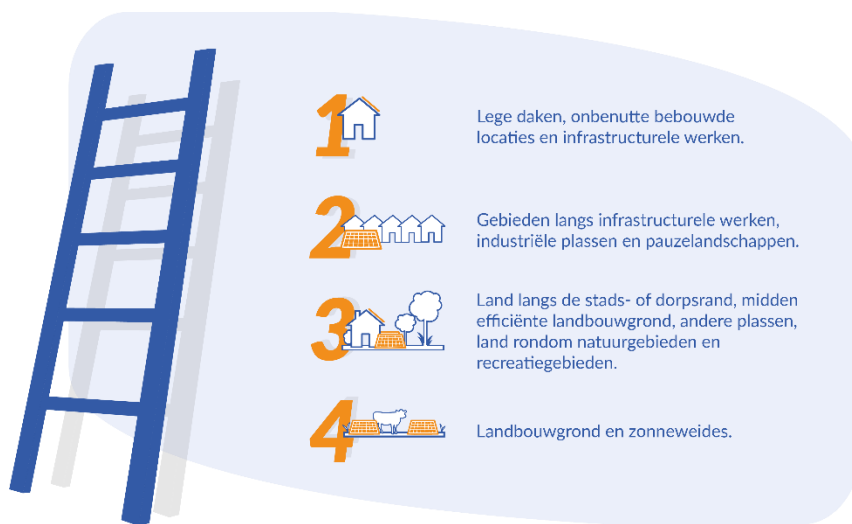 1
Lege daken, onbenutte bebouwde
locaties en infrastructurele werken.
2
Gebieden langs infrastructurele werken,
industriële plassen en pauzelandschappen.
3
Land langs de stads- of dorpsrand, midden
efficiënte landbouwgrond, andere plassen,
land rondom natuurgebieden en
recreatiegebieden.
4
Landbouwgrond en zonneweides.